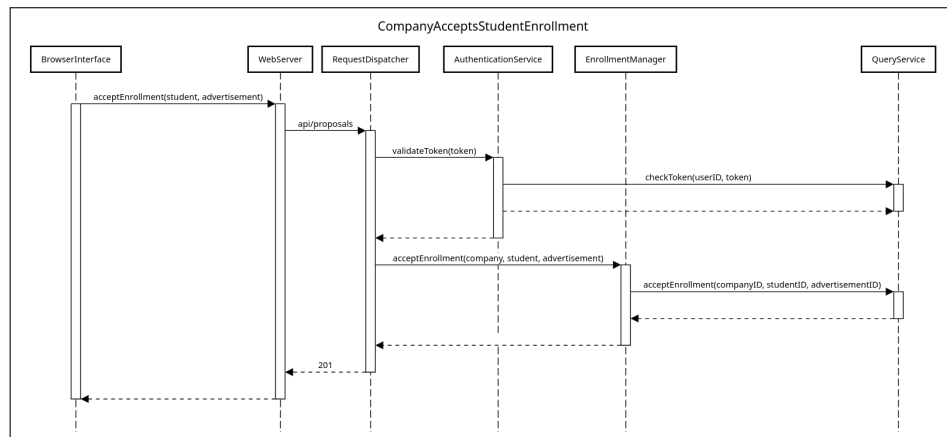 CompanyAcceptsStudentEnrollment
BrowserInterface
WebServer
RequestDispatcher
AuthenticationService
EnrollmentManager
QueryService
acceptEnrollment(student, advertisement)
api/proposals
validateToken(token)
checkToken(userID, token)
acceptEnrollment(company, student, advertisement)
acceptEnrollment(companyID, studentID, advertisementID)
201